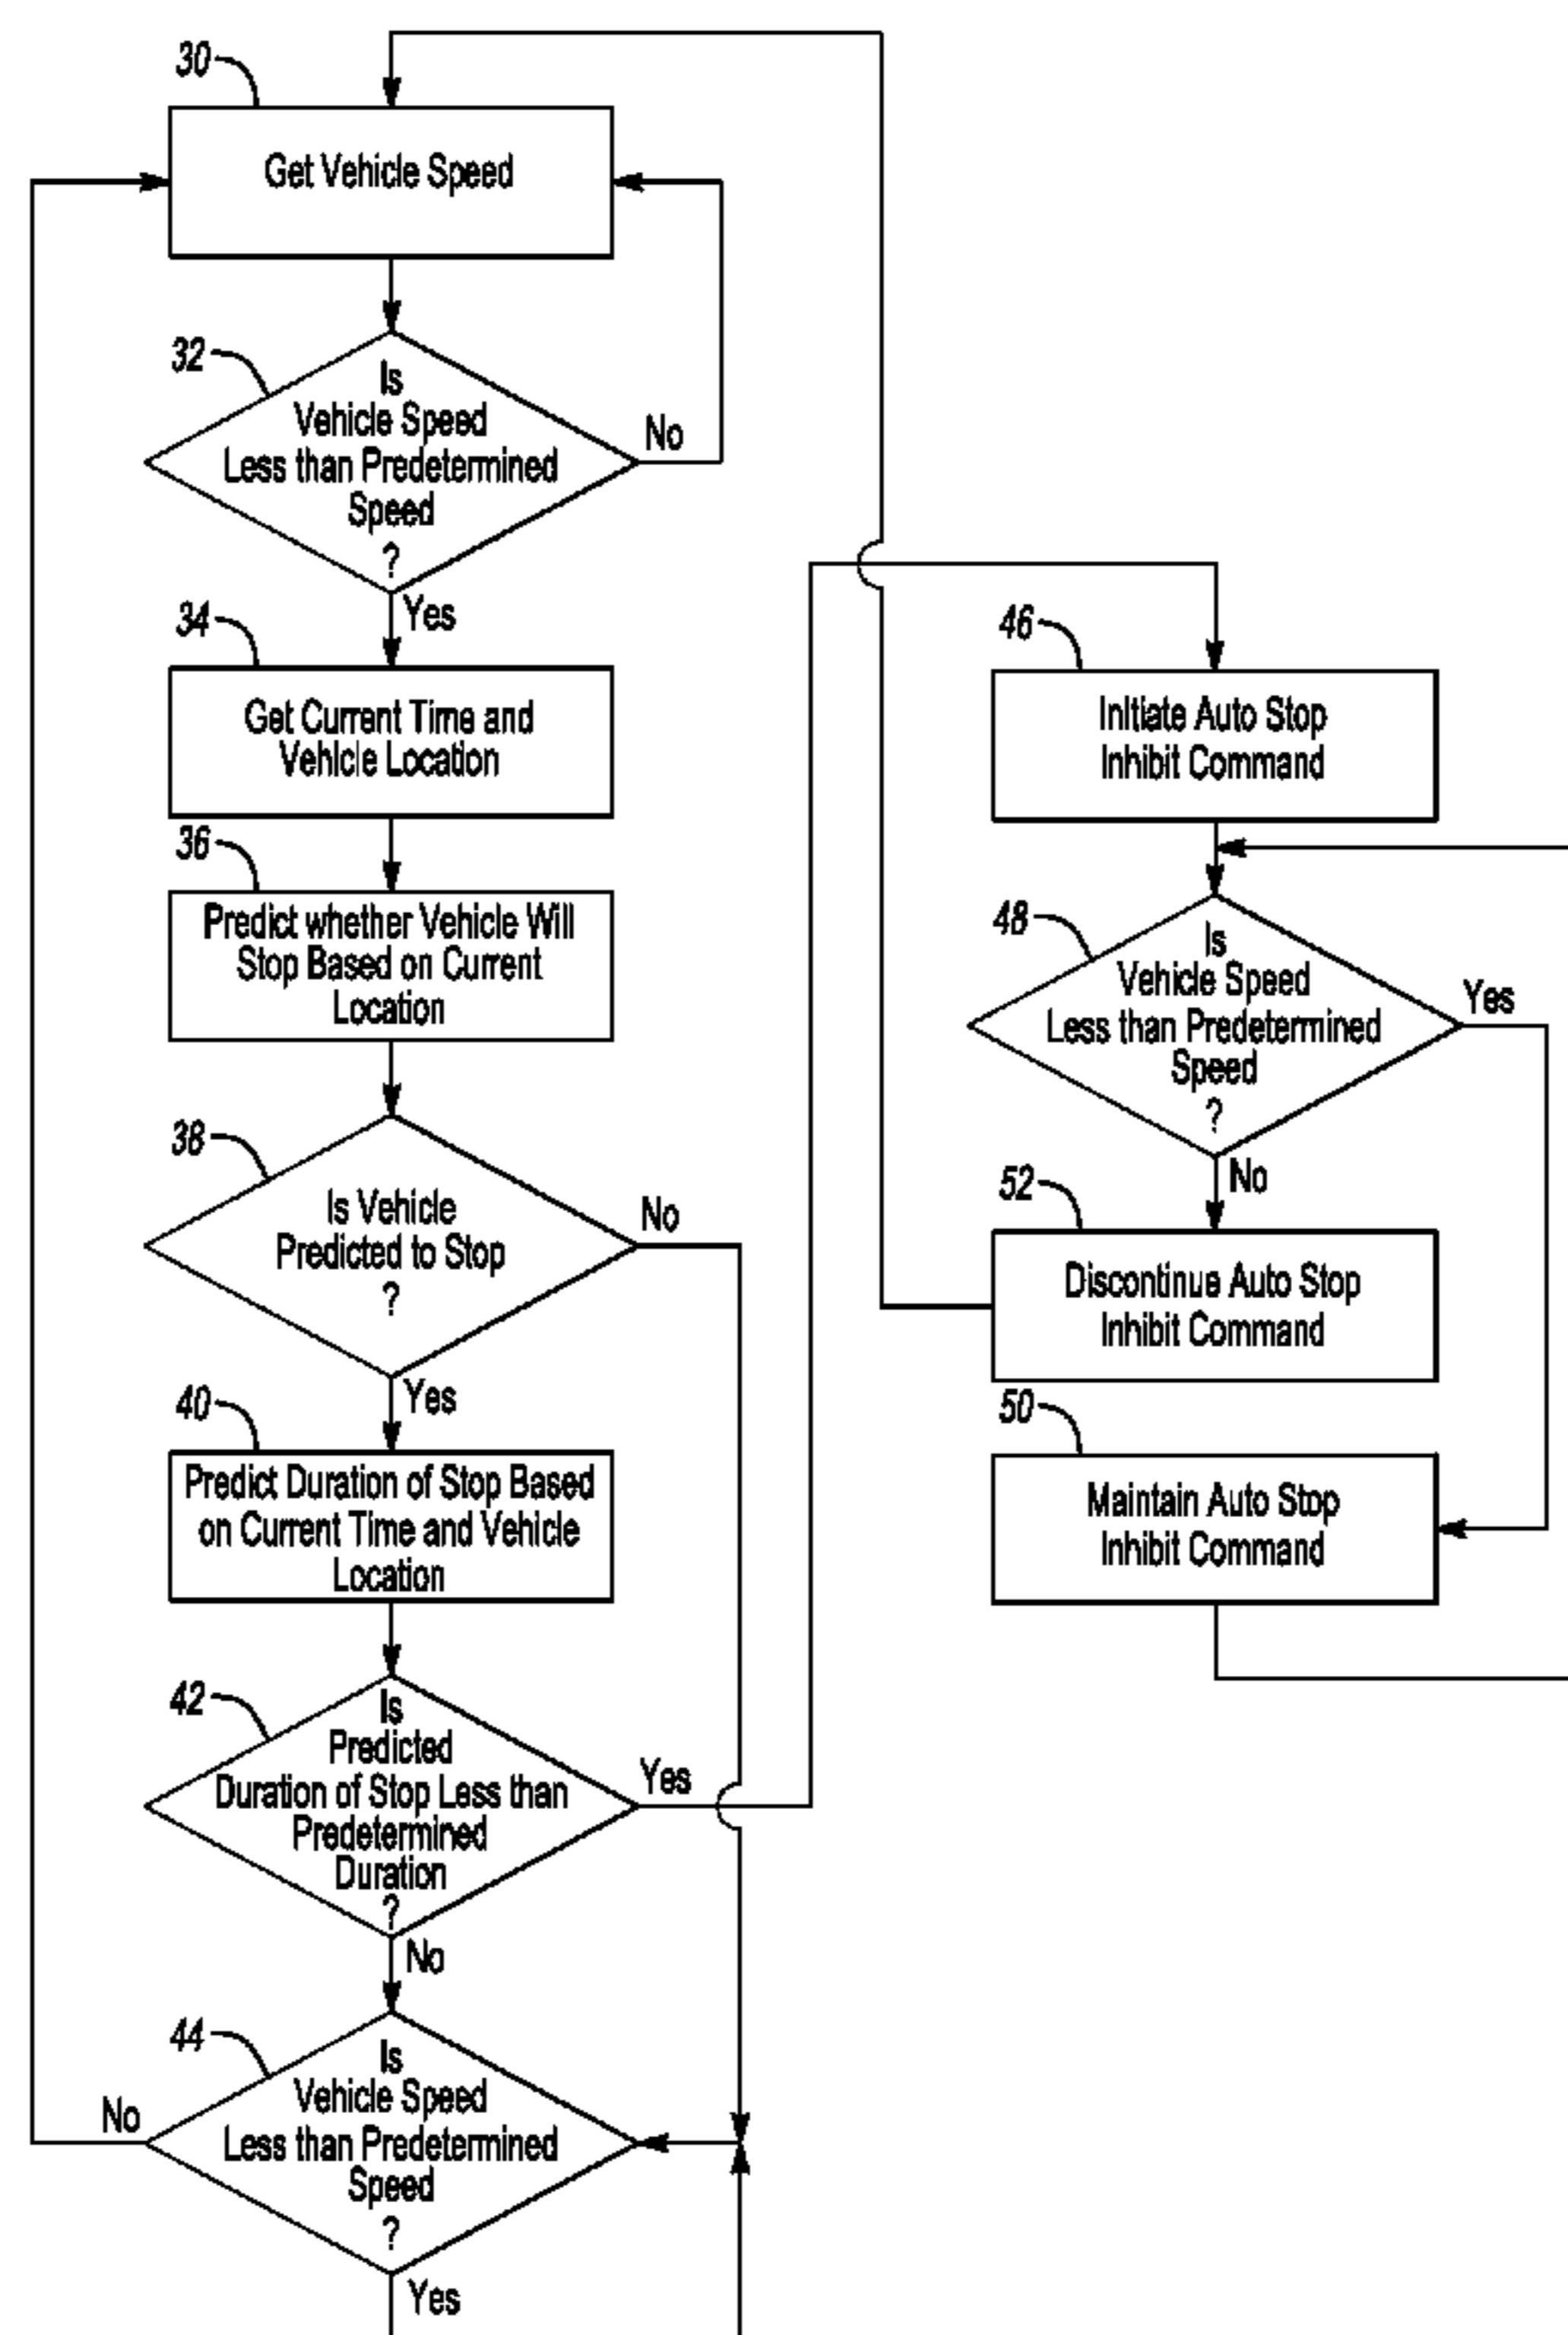 30
Get Vehicle Speed
32
Is
Vehicle Speed
Less than Predetermined
Speed
?
No
Yes
34
Get Current Time and
Vehicle Location
36
Predict whether Vehicle Will
Stop Based on Current
Location
38
Is Vehicle
Predicted to Stop
?
No
Yes
40
Predict Duration of Stop Based
on Current Time and Vehicle
Location
42
Is
Predicted
Duration of Stop Less than
Predetermined
Duration
?
Yes
No
44
Is
Vehicle Speed
Less than Predetermined
Speed
?
No
Yes
46
Initiate Auto Stop
Inhibit Command
48
Is
Vehicle Speed
Less than Predetermined
Speed
?
Yes
No
52
Discontinue Auto Stop
Inhibit Command
50
Maintain Auto Stop
Inhibit Command